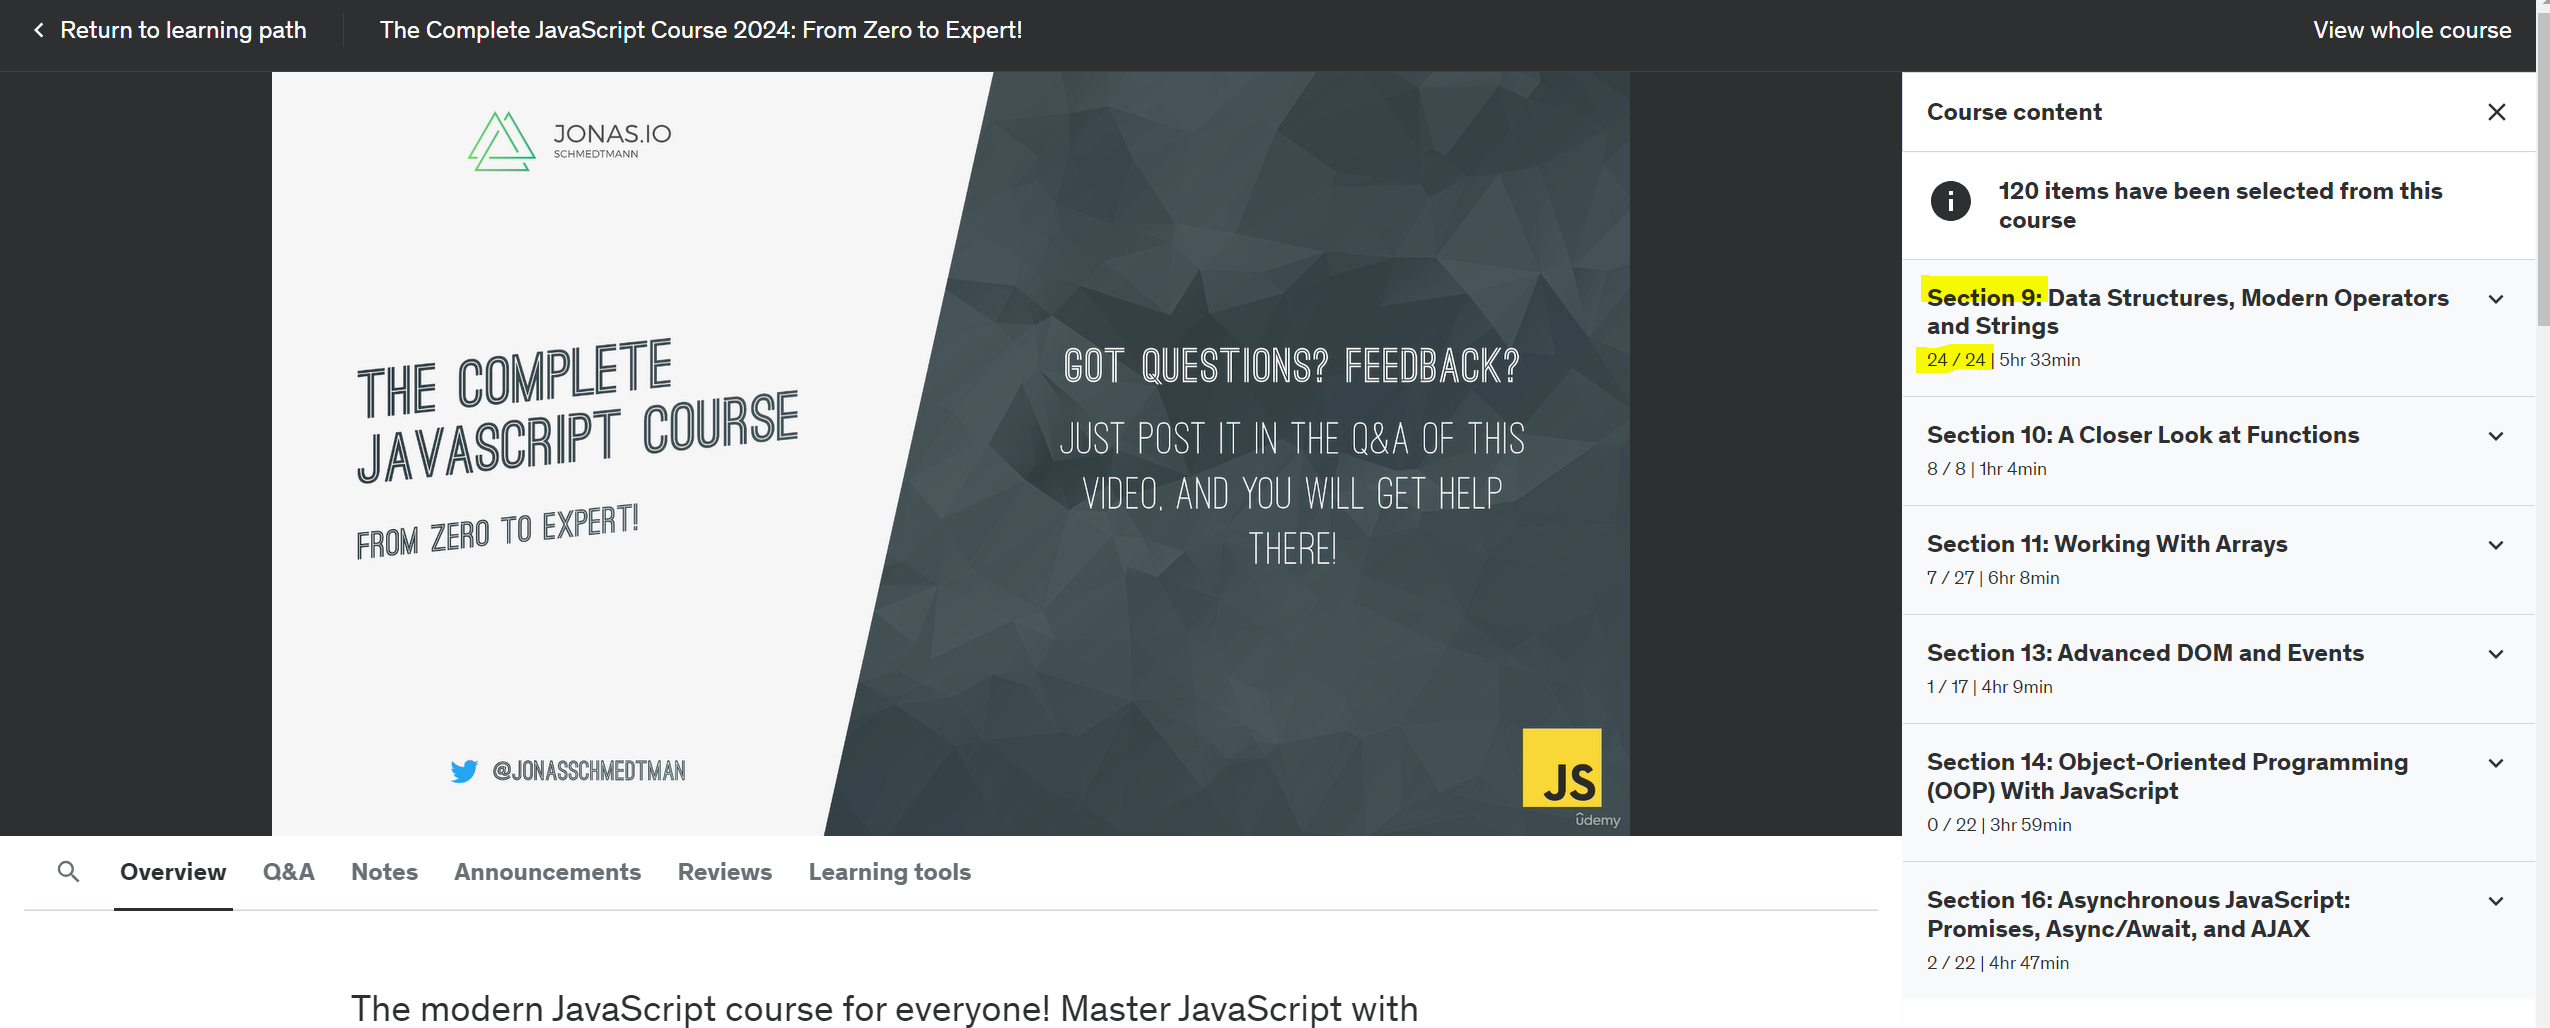 Return to learning path
The Complete JavaScript Course 2024: From Zero to Expert!
View whole course
JONAS.IO
SCHMEDTMANN
THE COMPLETE
JAVASCRIPT COURSE
FROM ZERO TO EXPERT!
@JONASSCHMEDTMAN
GOT QUESTIONS? FEEDBACK?
JUST POST IT IN THE Q&A OF THIS
VIDEO, AND YOU WILL GET HELP
THERE!
JS
udemy
Course content
120 items have been selected from this
course
Section 9: Data Structures, Modern Operators
and Strings
24 / 24 | 5hr 33min
Section 10: A Closer Look at Functions
8 / 8 | 1hr 4min
Section 11: Working With Arrays
7 / 27 | 6hr 8min
Section 13: Advanced DOM and Events
1 / 17 | 4hr 9min
Section 14: Object-Oriented Programming
(OOP) With JavaScript
0 / 22 | 3hr 59min
Section 16: Asynchronous JavaScript:
Promises, Async/Await, and AJAX
2 / 22 | 4hr 47min
Overview
Q&A
Notes
Announcements
Reviews
Learning tools
The modern JavaScript course for everyone! Master JavaScript with